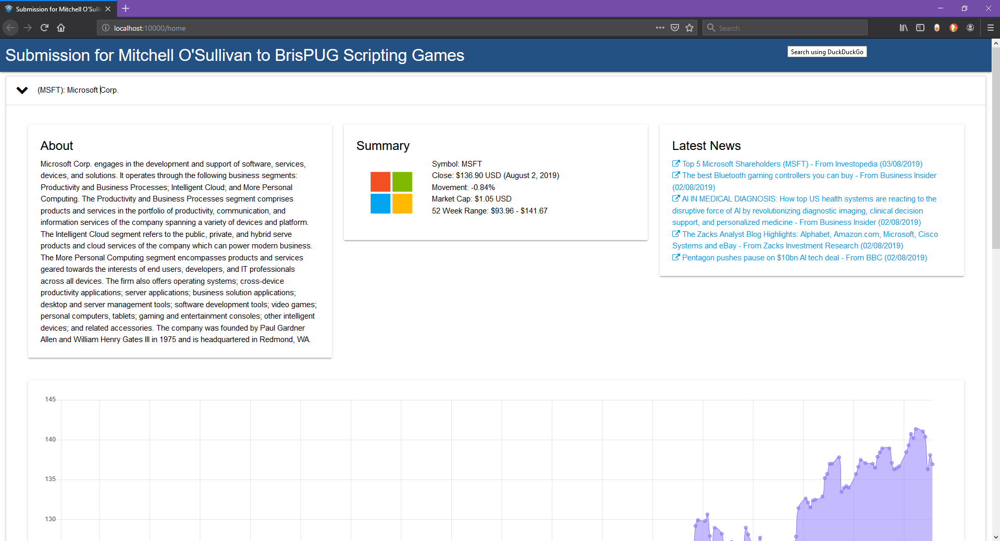 Submission for Mitchell O'Sulli
localhost:10000/home
Search
Submission for Mitchell O'Sullivan to BrisPUG Scripting Games
Search using DuckDuckGo
(MSFT): Microsoft Corp.
About
Microsoft Corp. engages in the development and support of software, services,
devices, and solutions. It operates through the following business segments:
Productivity and Business Processes; Intelligent Cloud; and More Personal
Computing. The Productivity and Business Processes segment comprises
products and services in the portfolio of productivity, communication, and
information services of the company spanning a variety of devices and platform.
The Intelligent Cloud segment refers to the public, private, and hybrid serve
products and cloud services of the company which can power modern business.
The More Personal Computing segment encompasses products and services
geared towards the interests of end users, developers, and IT professionals
across all devices. The firm also offers operating systems; cross-device
productivity applications; server applications; business solution applications;
desktop and server management tools; software development tools; video games;
personal computers, tablets; gaming and entertainment consoles; other intelligent
devices; and related accessories. The company was founded by Paul Gardner
Allen and William Henry Gates III in 1975 and is headquartered in Redmond, WA.
Summary
Symbol: MSFT
Close: $136.90 USD (August 2, 2019)
Movement: -0.84%
Market Cap: $1.05 USD
52 Week Range: $93.96 - $141.67
Latest News
Top 5 Microsoft Shareholders (MSFT) - From Investopedia (03/08/2019)
The best Bluetooth gaming controllers you can buy - From Business Insider
(02/08/2019)
AI IN MEDICAL DIAGNOSIS: How top US health systems are reacting to the
disruptive force of AI by revolutionizing diagnostic imaging, clinical decision
support, and personalized medicine - From Business Insider (02/08/2019)
The Zacks Analyst Blog Highlights: Alphabet, Amazon.com, Microsoft, Cisco
Systems and eBay - From Zacks Investment Research (02/08/2019)
Pentagon pushes pause on $10bn AI tech deal - From BBC (02/08/2019)
145
140
135
130